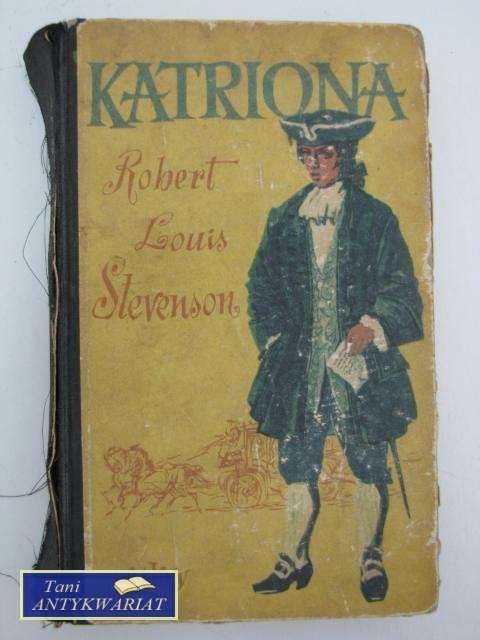 KATRIONA
Robert
Louis
Stevenson
Tani
ANTYKWARIAT